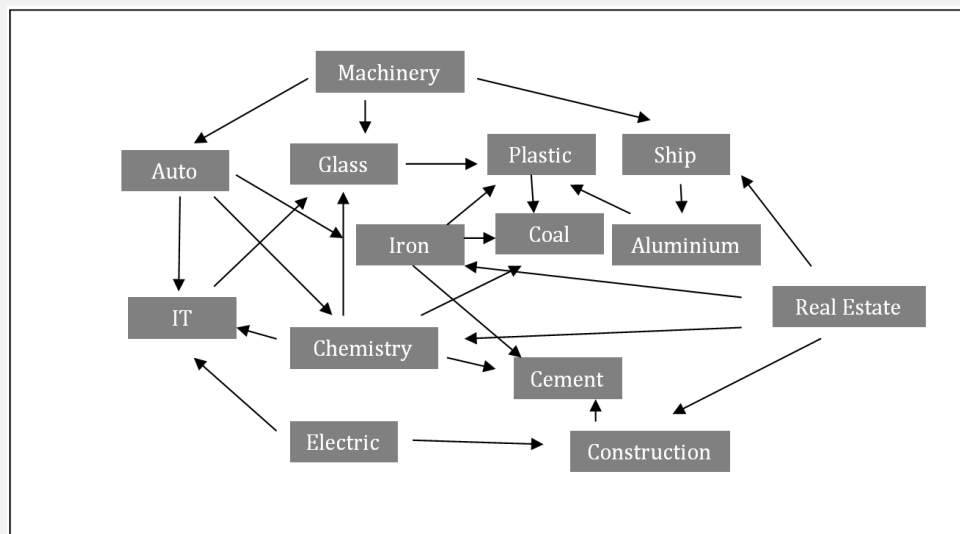 Machinery
Auto
Glass
Plastic
Ship
Iron
Coal
Aluminium
IT
Chemistry
Real Estate
Cement
Electric
Construction